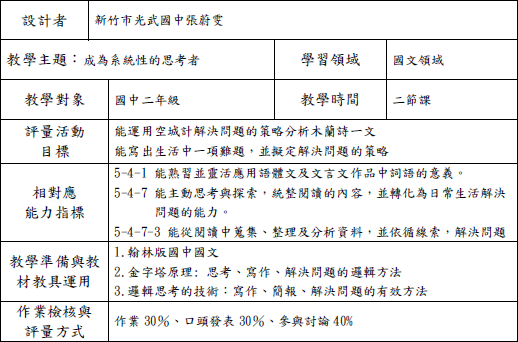 設計者 新竹市光武國中張蔚雯
教學主題：成為系統性的思考者 學習領域 國文領域
教學對象 國中二年級 教學時間 二節課
評量活動目標 能運用空城計解決問題的策略分析木蘭詩一文
能寫出生活中一項難題，並擬定解決問題的策略
相對應能力指標 5-4-1 能熟習並靈活應用語體文及文言文作品中詞語的意義。
5-4-7 能主動思考與探索，統整閱讀的內容，並轉化為日常生活解決
問題的能力。
5-4-7-3 能從閱讀中蒐集、整理及分析資料，並依循線索，解決問題
教學準備與教材教具運用 1.翰林版國中國文
2.金字塔原理: 思考、寫作、解決問題的邏輯方法
3.邏輯思考的技術：寫作、簡報、解決問題的有效方法
作業檢核與評量方式 作業 30%、口頭發表 30%、參與討論 40%